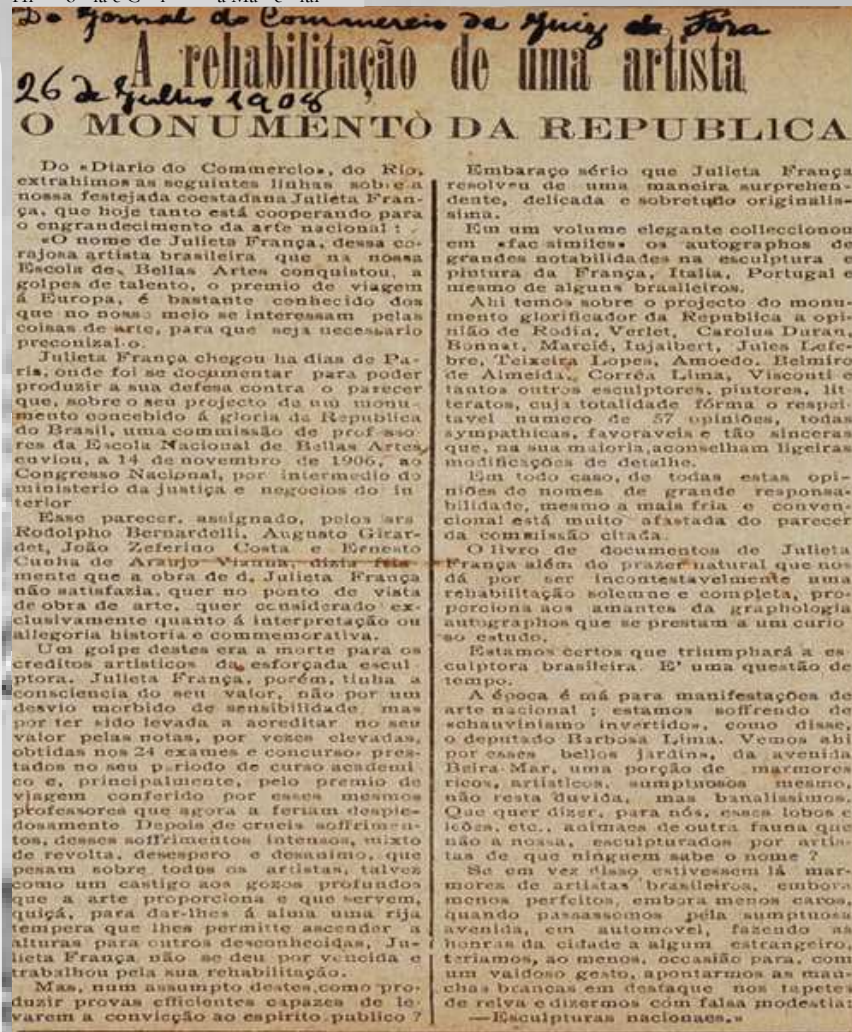 Do Jornal do Commercio de Juiz de Fóra
A rehabilitação de uma artista
26 de Julho 1908
O MONUMENTO DA REPUBLICA
Do «Diario do Commercio», do Rio,
extrahimos as seguintes linhas sobre a
nossa festejada coestadana Julieta Fran-
ça, que hoje tanto está cooperando para
o engrandecimento da arte nacional :
«O nome de Julieta França, dessa co-
rajosa artista brasileira que na nossa
Escola de Bellas Artes conquistou, a
golpes de talento, o premio de viagem
á Europa, é bastante conhecido dos
que no nosso meio se interessam pelas
coisas de arte, para que seja necessario
preconizal-o.
Julieta França chegou ha dias de Pa-
ris, onde foi se documentar para poder
produzir a sua defesa contra o parecer
que, sobre o seu projecto de um monu-
mento concebido á gloria da Republica
do Brasil, uma commissão de professo-
res da Escola Nacional de Bellas Artes,
enviou, a 14 de novembro de 1906, ao
Congresso Nacional, por intermedio do
ministerio da justiça e negocios do in
terior
Esse parecer, assignado, pelos srs
Rodolpho Bernardelli, Augusto Girar-
det, João Zeferino Costa e Ernesto
Cunha de Araujo Vianna, dizia
mente que a obra de d. Julieta França
não satisfazia, quer no ponto de vista
de obra de arte, quer considerado ex-
clusivamente quanto á interpretação ou
allegoria historia e commemorativa.
Um golpe destes era a morte para os
creditos artisticos da esforçada escul
ptora. Julieta França, porém, tinha a
consciencia do seu valor, não por um
desvio morbido de sensibilidade mas
por ter sido levada a acreditar no seu
valor pelas notas, por vezes elevadas,
obtidas nos 24 exames e concursos pres-
tados no seu periodo de curso academi
co e, principalmente, pelo premio de
viagem conferido por esses mesmos
professores que agora a feriam despie-
dosamente Depois de crueis soffrimen-
tos, desses soffrimentos intensos, mixto
de revolta, desespero e desanimo, que
pesam sobre todos os artistas, talvez
como um castigo aos gozos profundos
que a arte proporciona e que servem,
quiçá, para dar-lhes á alma uma rija
tempera que lhes permitte ascender a
alturas para outros desconhecidas, Ju-
lieta França não se deu por vencida e
trabalhou pela sua rehabilitação.
Mas, num assumpto destes, como pro-
duzir provas efficientes capazes de le-
varem a convicção ao espirito publico ?
Embaraço sério que Julieta França
resolveu de uma maneira surprehen-
dente, delicada e sobretudo originalis-
sima.
Em um volume elegante colleccionou
em «fac similes» os autographos de
grandes notabilidades na esculptura e
pintura da França, Italia, Portugal e
mesmo de alguns brasileiros.
Ahi temos sobre o projecto do monu-
mento glorificador da Republica a opi-
nião de Rodin, Verlet, Carolus Duran,
Bonnat, Marcié, Injalbert, Jules Lefe-
bre, Teixeira Lopes, Amoedo, Belmiro
de Almeida, Corrêa Lima, Visconti e
tantos outros esculptores, pintores, lit
teratos, cuja totalidade fórma o respei-
tavel numero de 57 opiniões, todas
sympathicas, favoraveis e tão sinceras
que, na sua maioria, aconselham ligeiras
modificações de detalhe.
Em todo caso, de todas estas opi-
niões de nomes de grande responsa-
bilidade, mesmo a mais fria e conven-
cional está muito afastada do parecer
da commissão citada.
O livro de documentos de Julieta
França além do prazer natural que nos
dá por ser incontestavelmente uma
rehabilitação solemne e completa, pro-
porciona aos amantes da graphologia
autographos que se prestam a um curio
so estudo.
Estamos certos que triumphará a es
culptora brasileira. E' uma questão de
tempo.
A época é má para manifestações de
arte nacional ; estamos soffrendo de
«chauvinismo invertido», como disse,
o deputado Barbosa Lima. Vemos ahi
por esses bellos jardins, da avenida
Beira-Mar, uma porção de marmores
ricos, artisticos, sumptuosos mesmo,
não resta duvida, mas banalissimos.
Que quer dizer, para nós, esses lobos e
leões, etc., animaes de outra fauna que
não a nossa, esculpturados por artis-
tas de que ninguem sabe o nome ?
Se em vez disso estivessem lá mar-
mores de artistas brasileiros, embora
menos perfeitos, embora menos caros,
quando passassemos pela sumptuosa
avenida, em automovel, fazendo as
honras da cidade a algum estrangeiro,
teriamos, ao menos, occasião para, com
um vaidoso gesto, apontarmos as man-
chas brancas em destaque nos tapetes
de relva e dizermos com falsa modestia:
—Esculpturas nacionaes.»